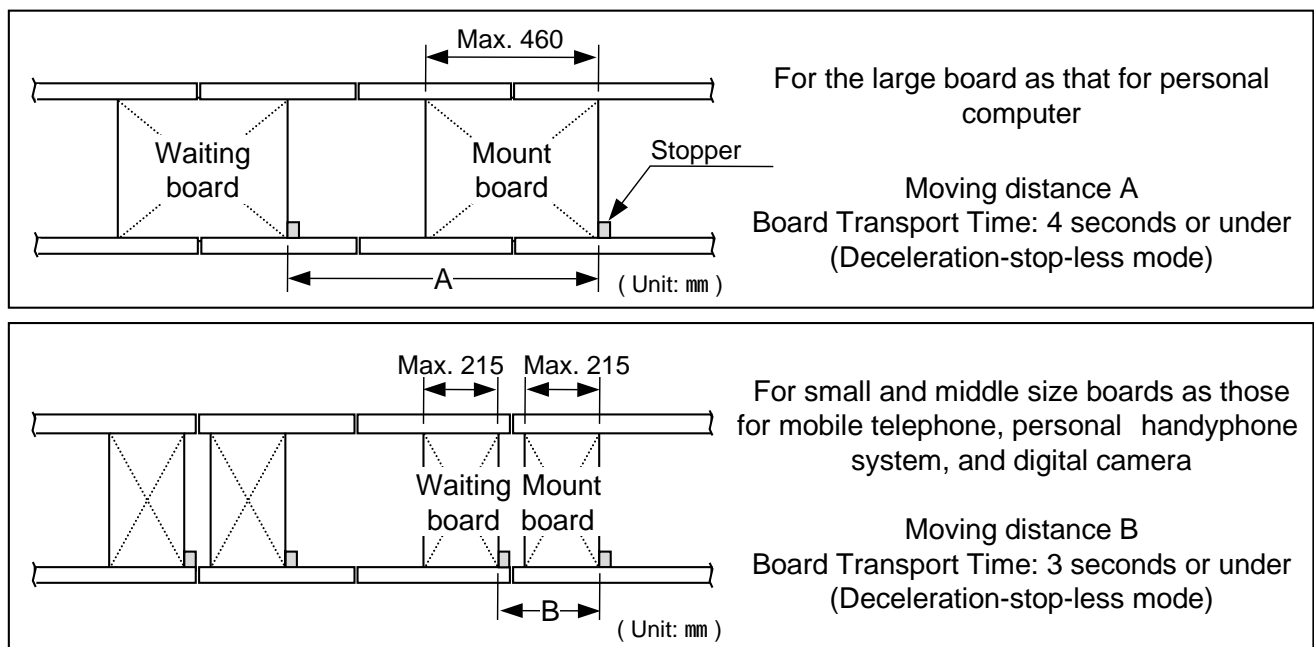 Max. 460
Waiting
board
Mount
board
Stopper
A
( Unit: ㎜ )
For the large board as that for personal
computer
Moving distance A
Board Transport Time: 4 seconds or under
(Deceleration-stop-less mode)
Max. 215
Max. 215
Waiting
board
Mount
board
B
( Unit: ㎜ )
For small and middle size boards as those
for mobile telephone, personal handyphone
system, and digital camera
Moving distance B
Board Transport Time: 3 seconds or under
(Deceleration-stop-less mode)